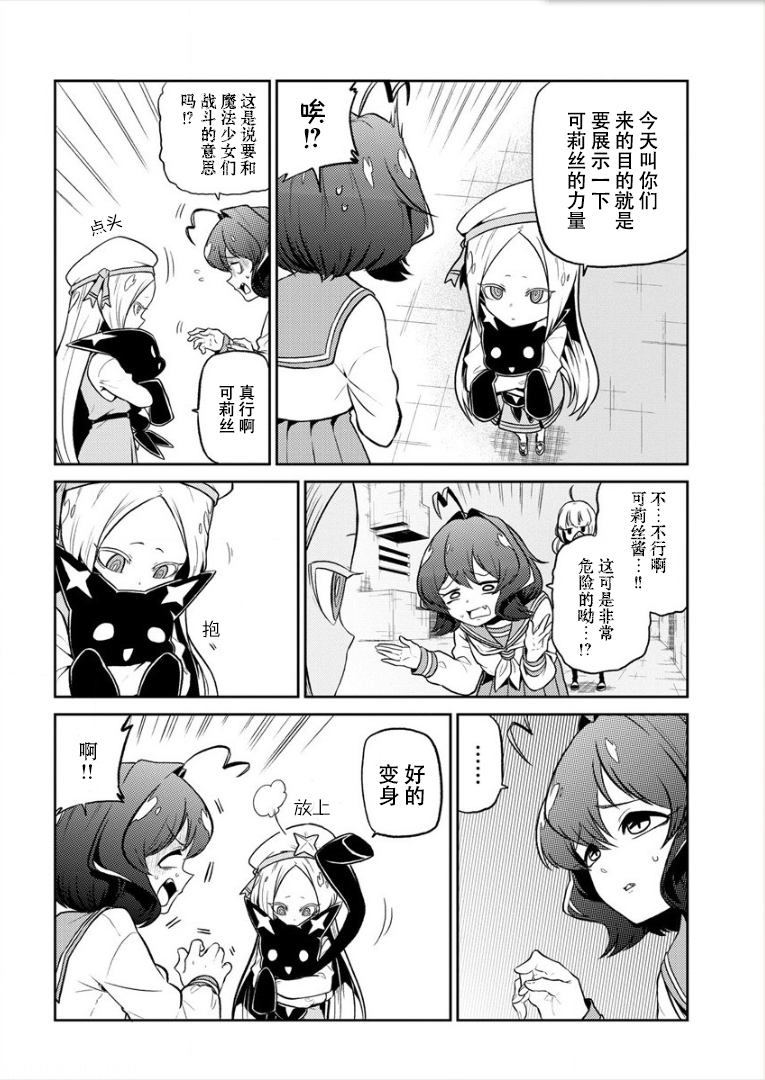 今天叫你们
来的目的就是
要展示一下
可莉丝的力量
唉!?
这是说要和
魔法少女们
战斗的意思
吗!?
点头
真行啊
可莉丝
不…不行啊
可莉丝酱…!!
这可是非常
危险的呦…!?
抱
……
好的
变身
放上
啊!!